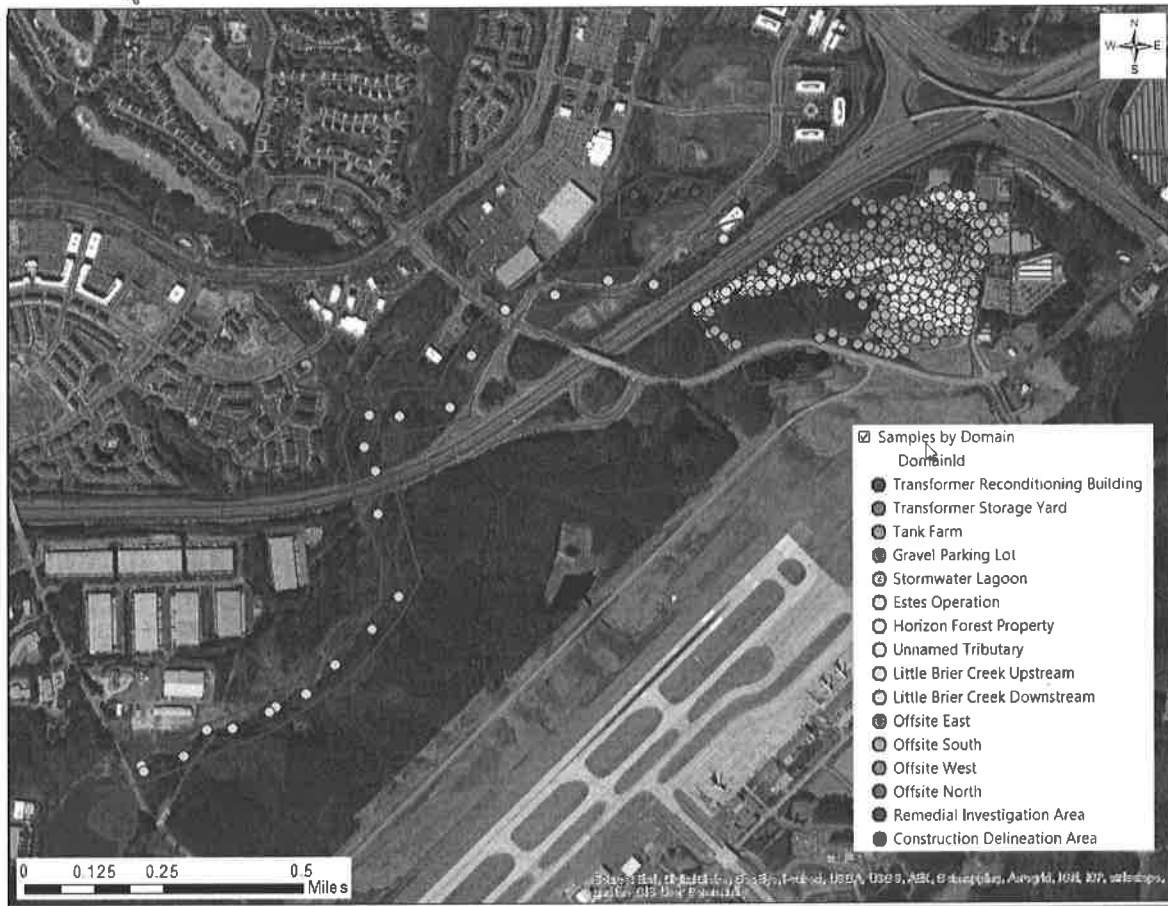 N
W E
S
Samples by Domain
DomainId
Transformer Reconditioning Building
Transformer Storage Yard
Tank Farm
Gravel Parking Lot
Stormwater Lagoon
Estes Operation
Horizon Forest Property
Unnamed Tributary
Little Brier Creek Upstream
Little Brier Creek Downstream
Offsite East
Offsite South
Offsite West
Offsite North
Remedial Investigation Area
Construction Delineation Area
0 0.125 0.25 0.5
Miles